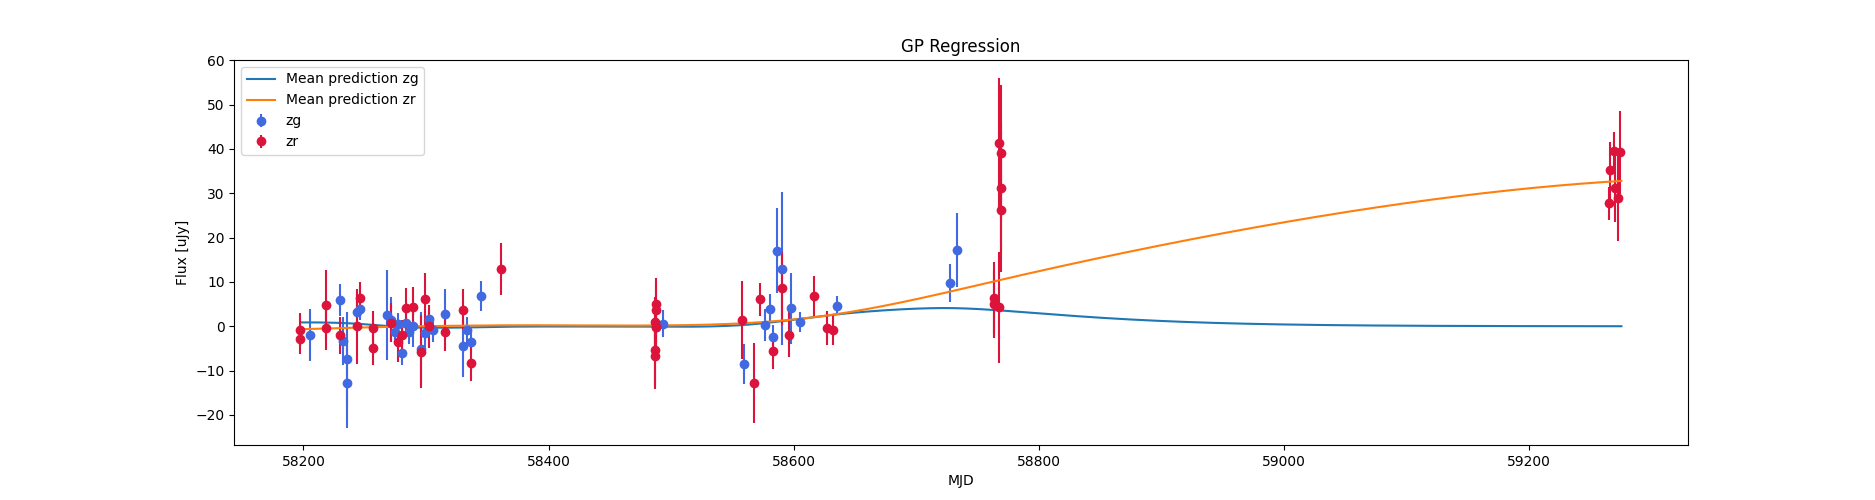 GP Regression
Mean prediction zg
Mean prediction zr
zg
zr
Flux [uJy]
60
50
40
30
20
10
0
−10
−20
58200 58400 58600 58800 59000 59200
MJD